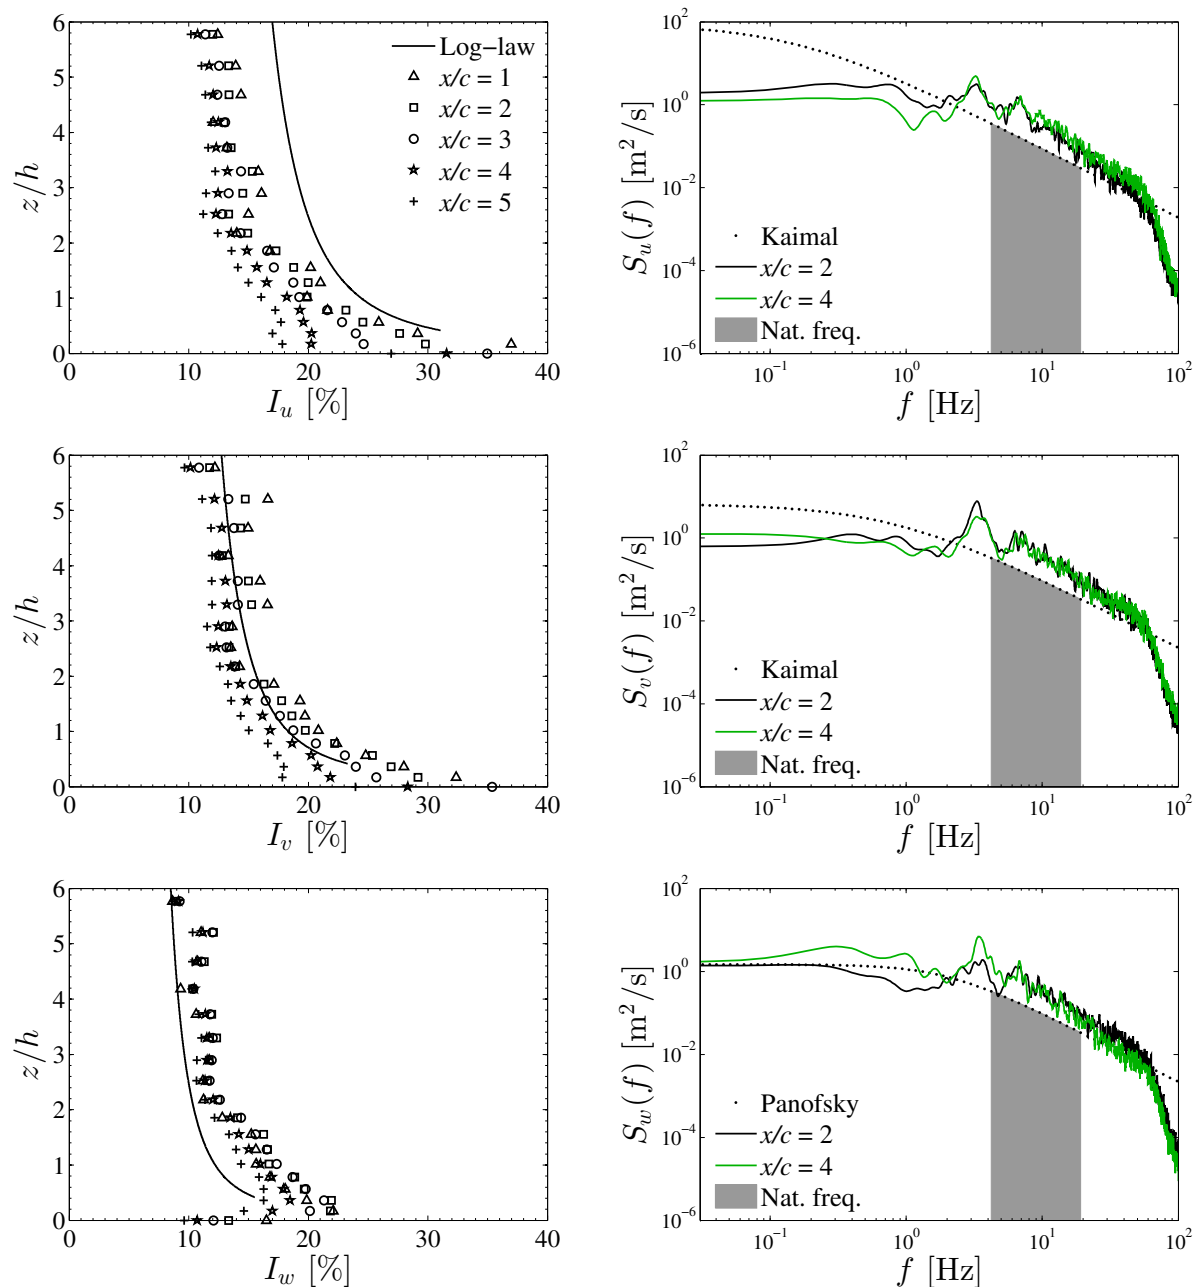 6
5
4
3
2
1
0
z/h
0 10 20 30 40
I_u [%]
Log−law
x/c = 1
x/c = 2
x/c = 3
x/c = 4
x/c = 5
10^2
10^0
10^−2
10^−4
10^−6
S_u(f) [m^2/s]
Kaimal
x/c = 2
x/c = 4
Nat. freq.
10^−1 10^0 10^1 10^2
f [Hz]
6
5
4
3
2
1
0
z/h
0 10 20 30 40
I_v [%]
10^2
10^0
10^−2
10^−4
10^−6
S_v(f) [m^2/s]
Kaimal
x/c = 2
x/c = 4
Nat. freq.
10^−1 10^0 10^1 10^2
f [Hz]
6
5
4
3
2
1
0
z/h
0 10 20 30 40
I_w [%]
10^2
10^0
10^−2
10^−4
10^−6
S_w(f) [m^2/s]
Panofsky
x/c = 2
x/c = 4
Nat. freq.
10^−1 10^0 10^1 10^2
f [Hz]